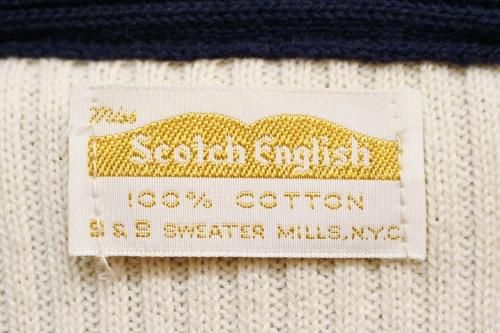 Miss
Scotch English
100% COTTON
S & S SWEATER MILLS, N.Y.C.